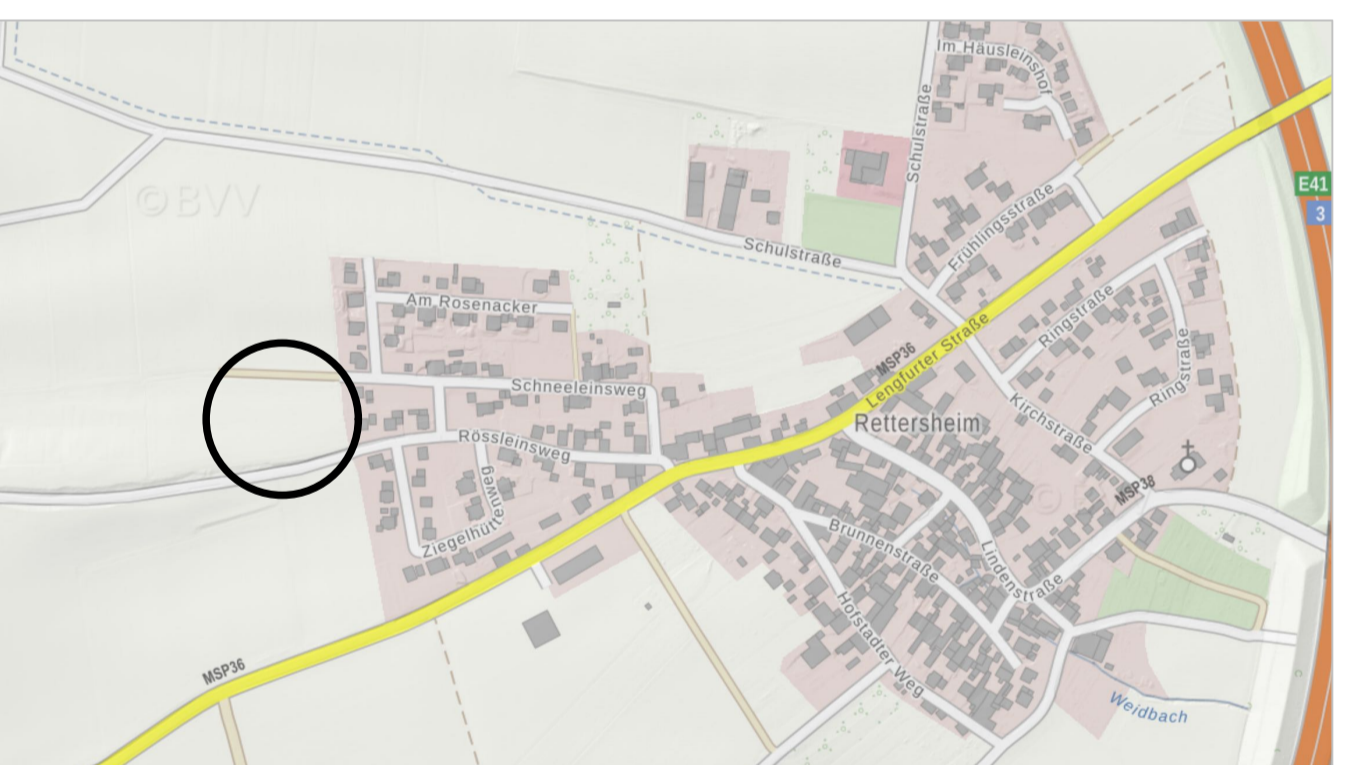 Im Häusleinshof
Schulstraße
E41
3
©BVV
Frühlingsstraße
Schulstraße
Am Rosenacker
Ringstraße
MSP36
Lengfurter Straße
Ringstraße
Schneeleinsweg
Kirchstraße
Rettersheim
Rössleinsweg
MSP38
Ziegelhüttenweg
Brunnenstraße
Lindenstraße
Hofstadter Weg
MSP36
Weidbach